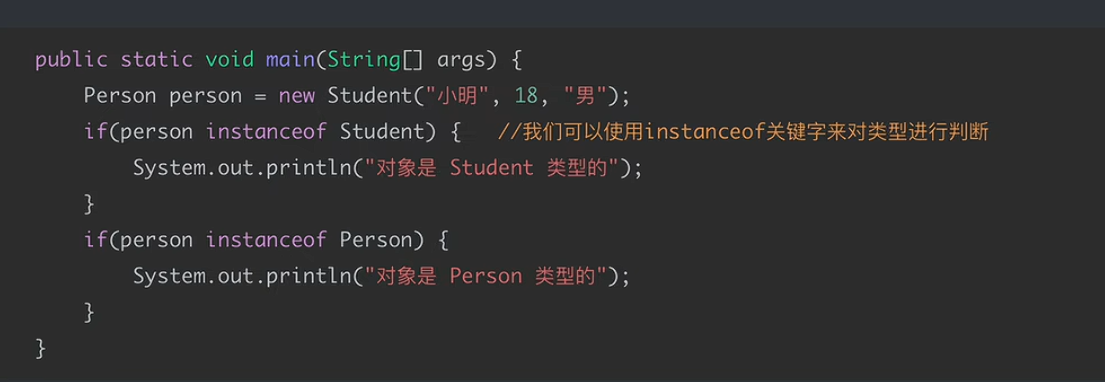 public static void main(String[] args) {
    Person person = new Student("小明", 18, "男");
    if(person instanceof Student) {   //我们可以使用instanceof关键字来对类型进行判断
        System.out.println("对象是 Student 类型的");
    }
    if(person instanceof Person) {
        System.out.println("对象是 Person 类型的");
    }
}